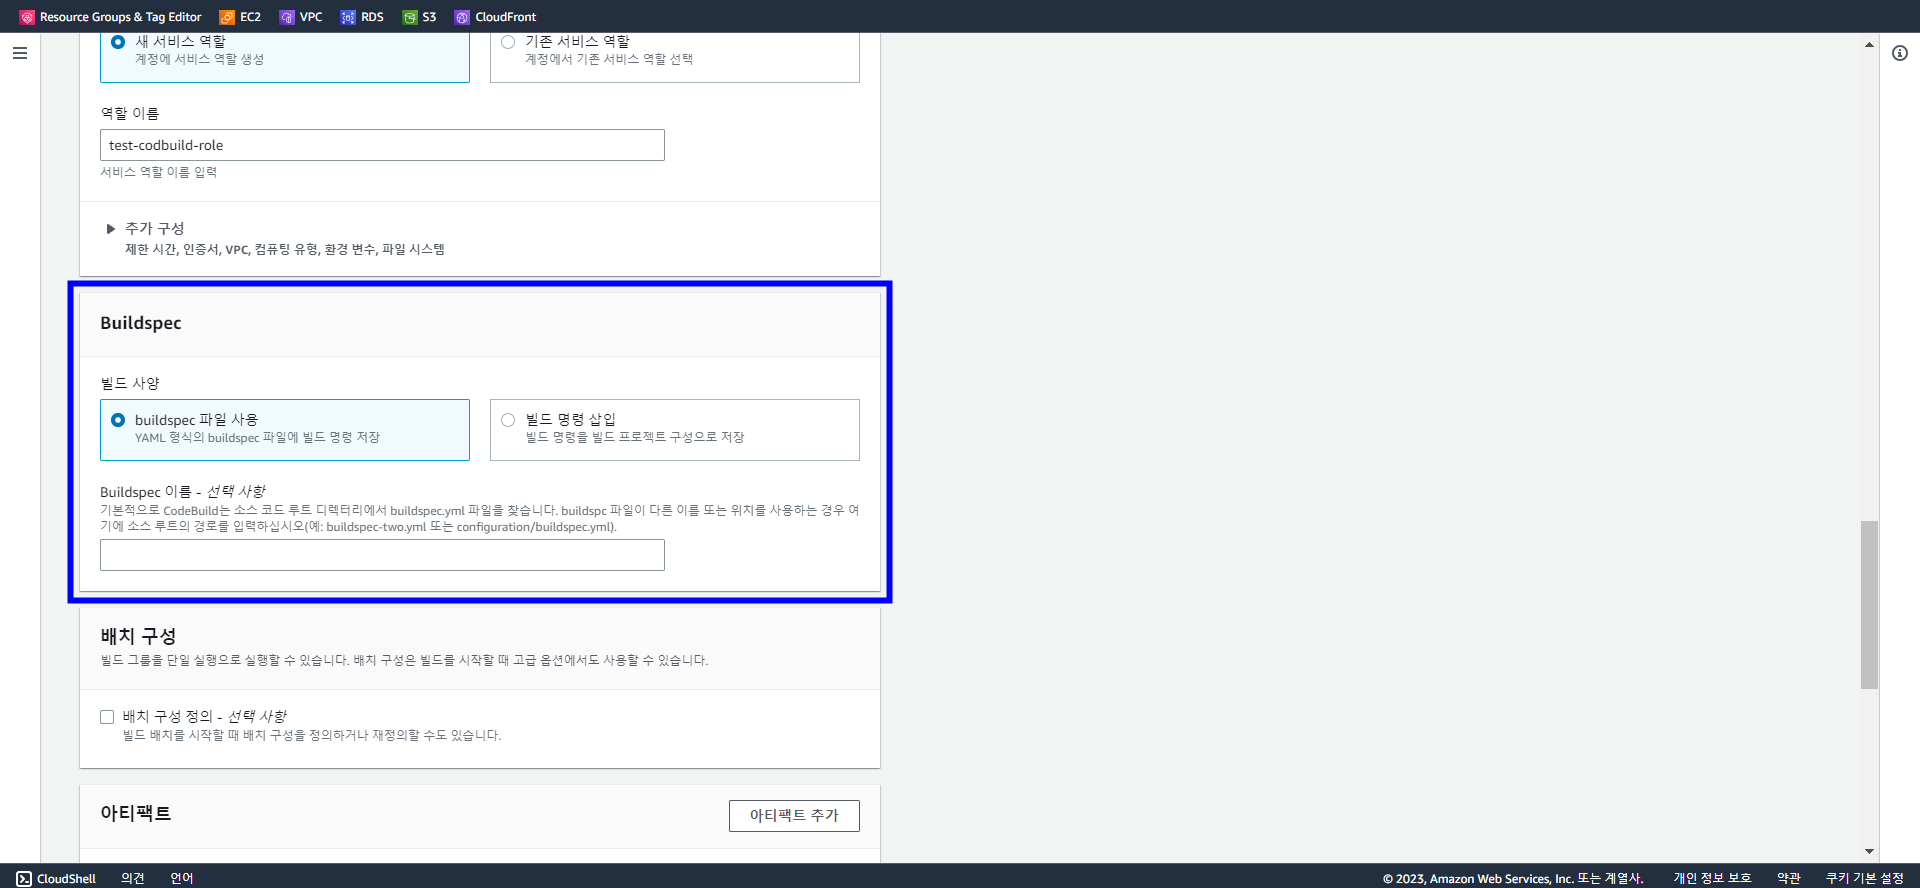 Resource Groups & Tag Editor EC2 VPC RDS S3 CloudFront
새 서비스 역할
계정에 서비스 역할 생성
기존 서비스 역할
계정에서 기존 서비스 역할 선택
역할 이름
test-codbuild-role
서비스 역할 이름 입력
추가 구성
제한 시간, 인증서, VPC, 컴퓨팅 유형, 환경 변수, 파일 시스템
Buildspec
빌드 사양
buildspec 파일 사용
YAML 형식의 buildspec 파일에 빌드 명령 저장
빌드 명령 삽입
빌드 명령을 빌드 프로젝트 구성으로 저장
Buildspec 이름 - 선택 사항
기본적으로 CodeBuild는 소스 코드 루트 디렉터리에서 buildspec.yml 파일을 찾습니다. buildspc 파일이 다른 이름 또는 위치를 사용하는 경우 여
기에 소스 루트의 경로를 입력하십시오(예: buildspec-two.yml 또는 configuration/buildspec.yml).
배치 구성
빌드 그룹을 단일 실행으로 실행할 수 있습니다. 배치 구성은 빌드를 시작할 때 고급 옵션에서도 사용할 수 있습니다.
배치 구성 정의 - 선택 사항
빌드 배치를 시작할 때 배치 구성을 정의하거나 재정의할 수도 있습니다.
아티팩트
아티팩트 추가
CloudShell 의견 언어
© 2023, Amazon Web Services, Inc. 또는 계열사. 개인 정보 보호 약관 쿠키 기본 설정